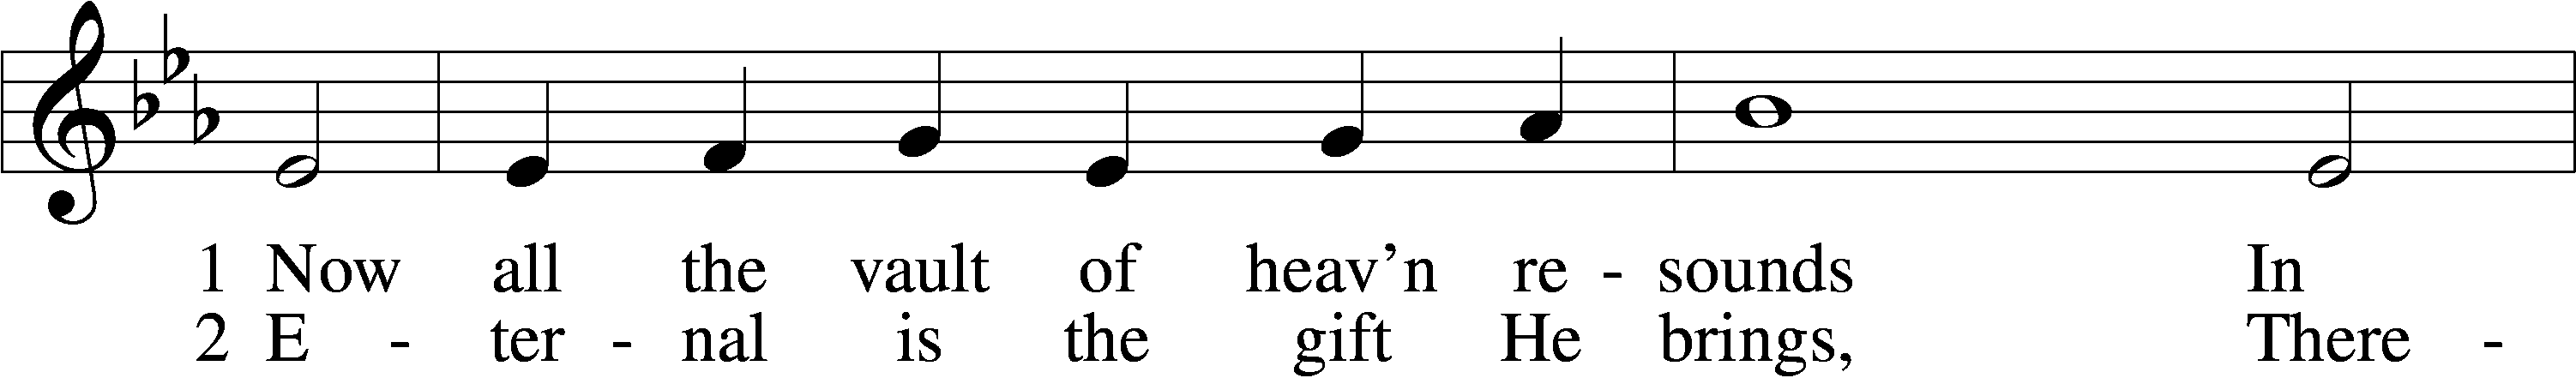 1 Now all the vault of heav’n re - sounds In
2 E - ter - nal is the gift He brings, There -